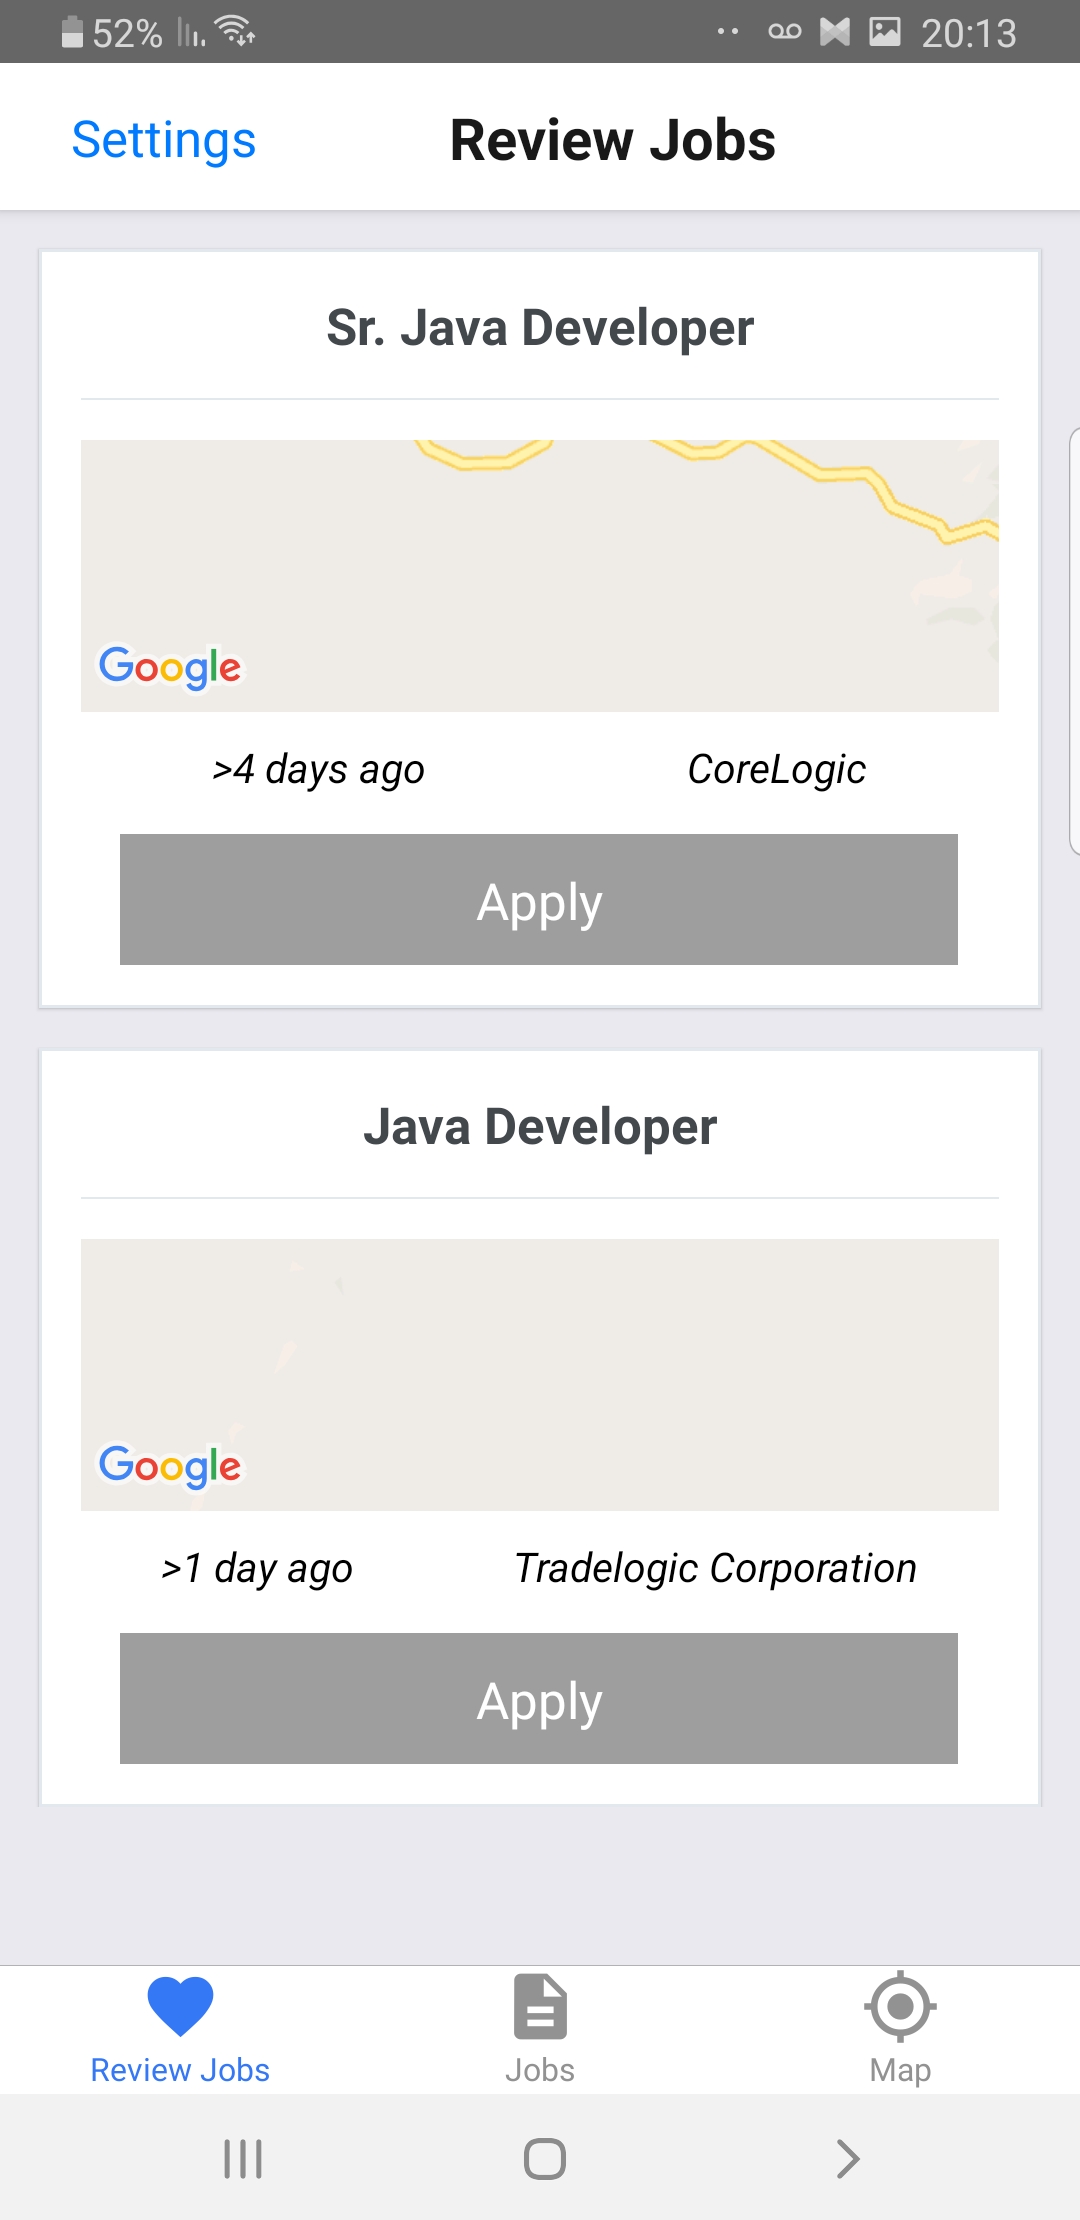 52% 20:13
Settings Review Jobs
Sr. Java Developer
Google
>4 days ago CoreLogic
Apply
Java Developer
Google
>1 day ago Tradelogic Corporation
Apply
Review Jobs Jobs Map